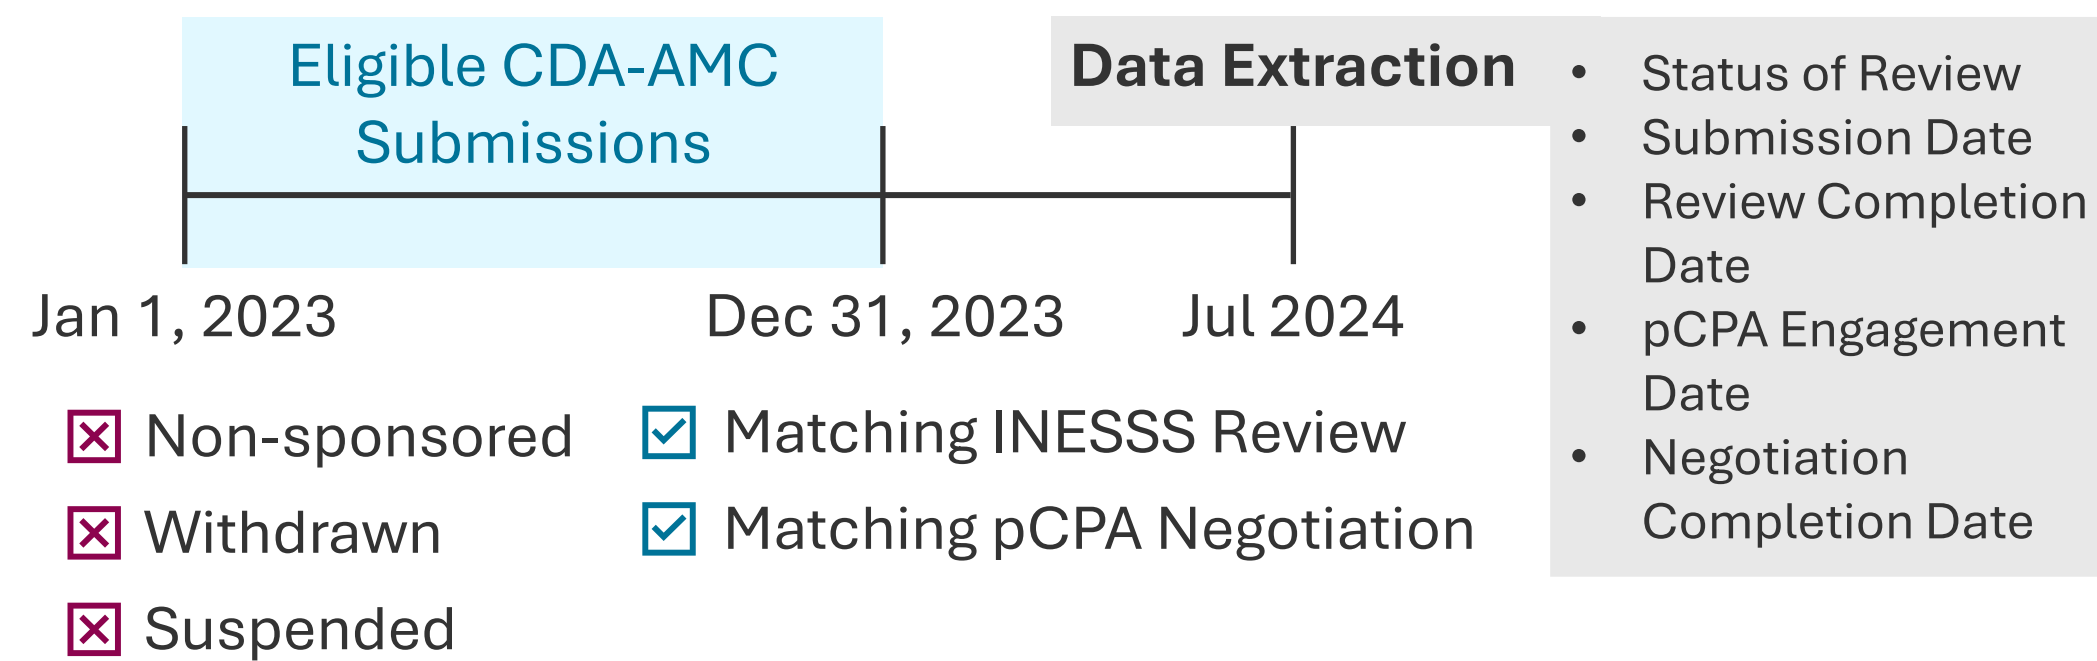 Eligible CDA-AMC
Submissions
Jan 1, 2023
Dec 31, 2023
Jul 2024
Non-sponsored
Withdrawn
Suspended
Matching INESSS Review
Matching pCPA Negotiation
Data Extraction
• Status of Review
• Submission Date
• Review Completion
Date
• pCPA Engagement
Date
• Negotiation
Completion Date